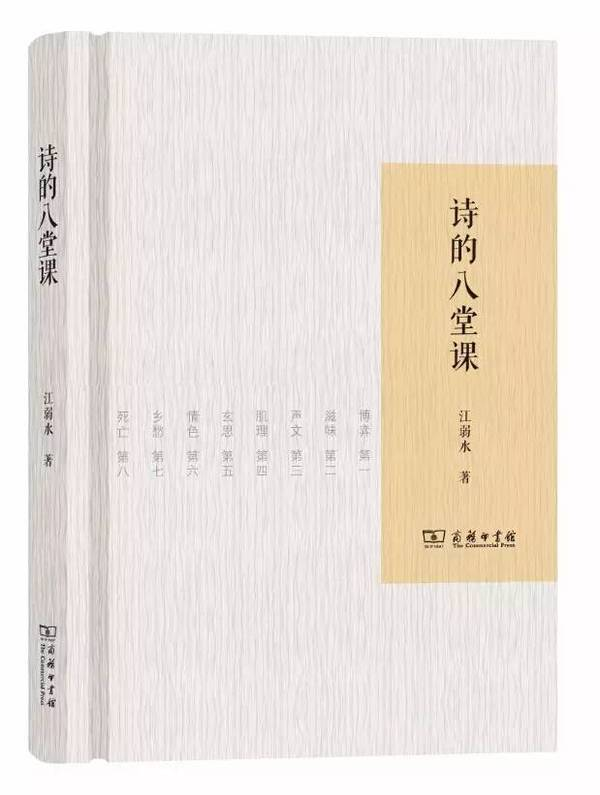 诗的八堂课
江弱水 著
商务印书馆
The Commercial Press
诗的八堂课
江弱水 著
商务印书馆
The Commercial Press
博弈 第一
滋味 第二
声文 第三
肌理 第四
玄思 第五
情色 第六
乡愁 第七
死亡 第八